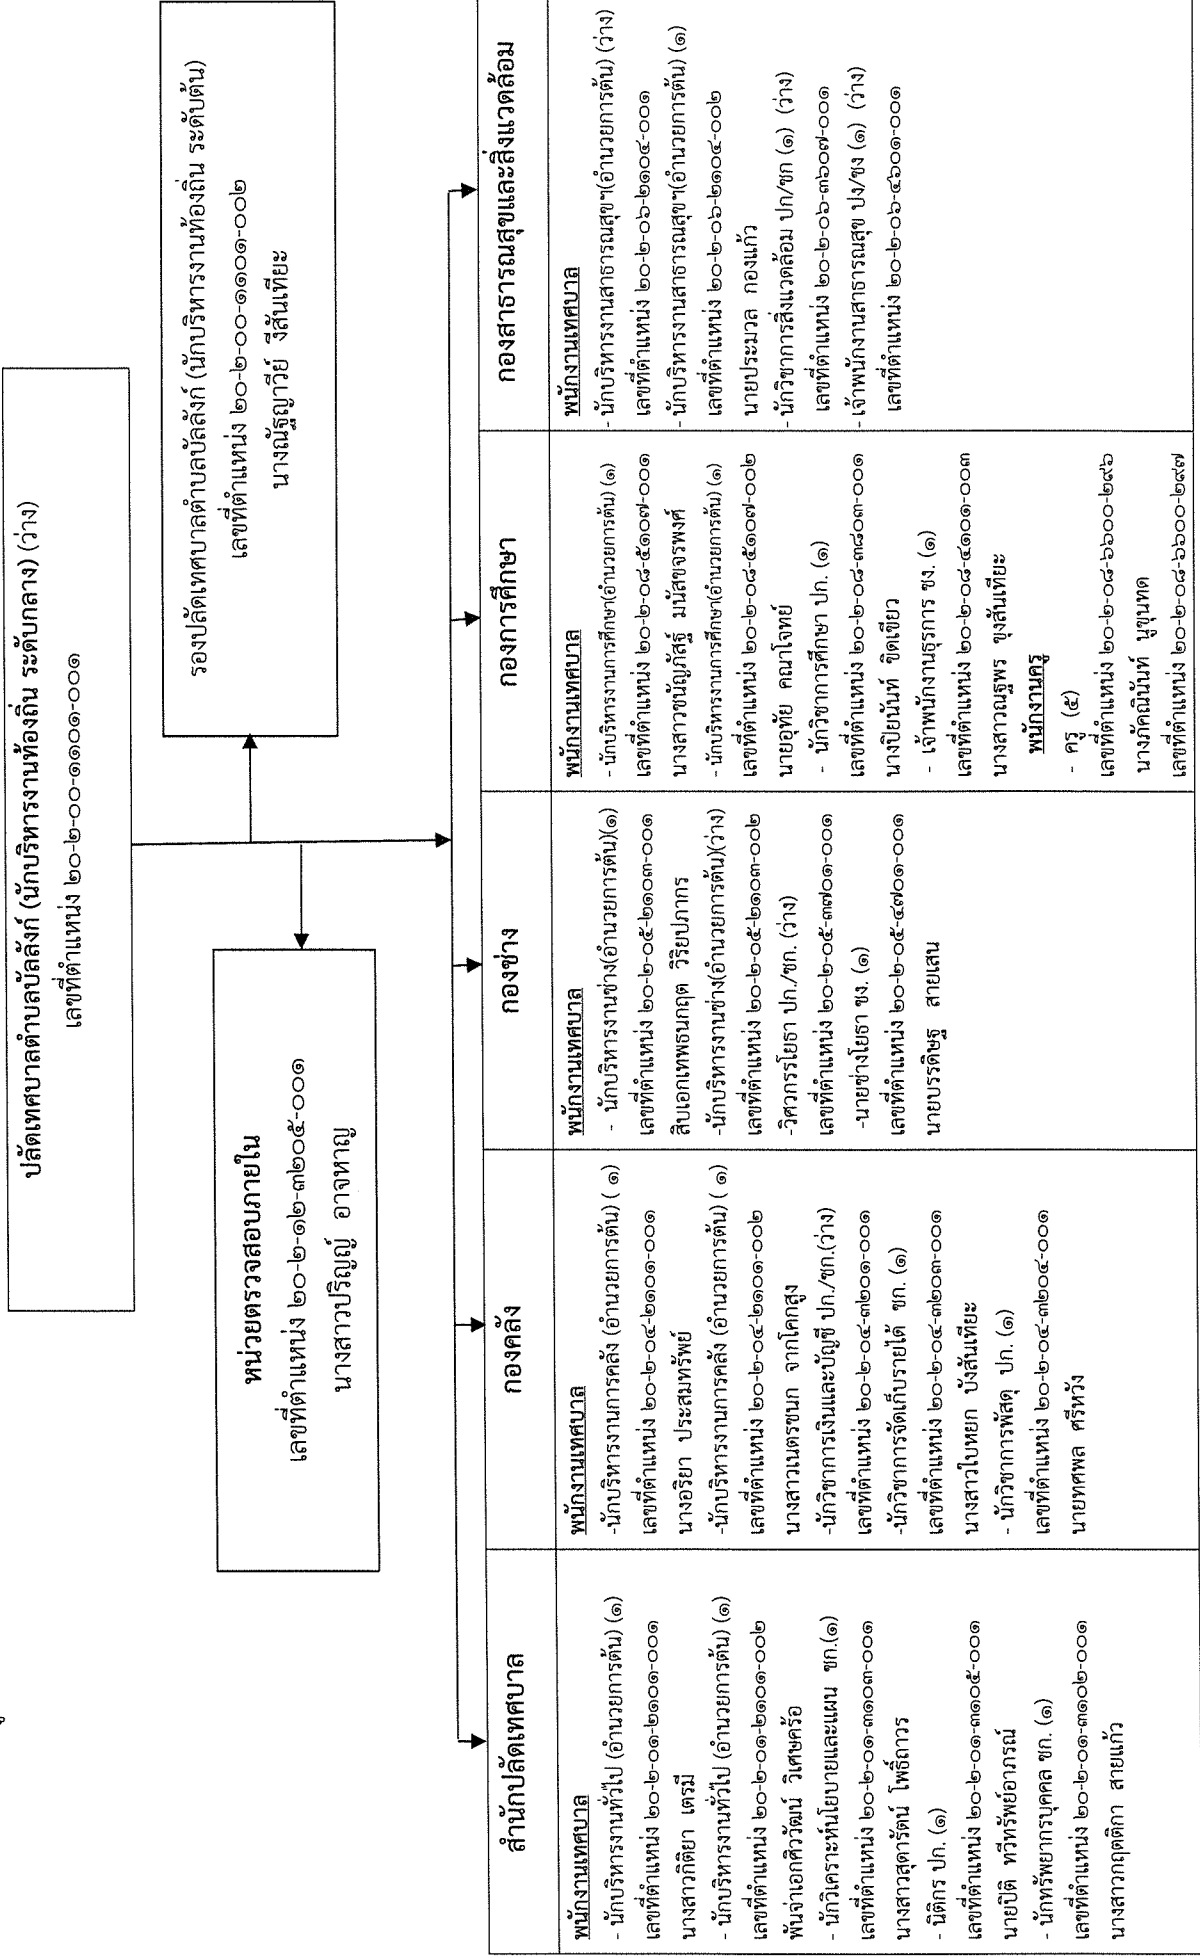 ปลัดเทศบาลตำบลบัลลังก์ (นักบริหารงานท้องถิ่น ระดับกลาง) (ว่าง)
เลขที่ตำแหน่ง ๒๐-๒-๐๐-๑๑๐๑-๐๐๑
รองปลัดเทศบาลตำบลบัลลังก์ (นักบริหารงานท้องถิ่น ระดับต้น)
เลขที่ตำแหน่ง ๒๐-๒-๐๐-๑๑๐๑-๐๐๒
นางณัฐญาวีย์ งีสันเทียะ
หน่วยตรวจสอบภายใน
เลขที่ตำแหน่ง ๒๐-๒-๑๒-๓๒๐๕-๐๐๑
นางสาวปริญญ์ อาจหาญ
สำนักปลัดเทศบาล
พนักงานเทศบาล
- นักบริหารงานทั่วไป (อำนวยการต้น) (๑)
เลขที่ตำแหน่ง ๒๐-๒-๐๑-๒๑๐๑-๐๐๑
นางสาวกิติยา เตรมี
- นักบริหารงานทั่วไป (อำนวยการต้น) (๑)
เลขที่ตำแหน่ง ๒๐-๒-๐๑-๒๑๐๑-๐๐๒
พันจ่าเอกศิววัฒน์ วิเศษคร้อ
- นักวิเคราะห์นโยบายและแผน ชก.(๑)
เลขที่ตำแหน่ง ๒๐-๒-๐๑-๓๑๐๓-๐๐๑
นางสาวสุดารัตน์ โพธิ์ถาวร
- นิติกร ปก. (๑)
เลขที่ตำแหน่ง ๒๐-๒-๐๑-๓๑๐๕-๐๐๑
นายปิติ ทวีทรัพย์อาภรณ์
- นักทรัพยากรบุคคล ชก. (๑)
เลขที่ตำแหน่ง ๒๐-๒-๐๑-๓๑๐๒-๐๐๑
นางสาวกฤตติกา สายแก้ว
กองคลัง
พนักงานเทศบาล
-นักบริหารงานการคลัง (อำนวยการต้น) ( ๑)
เลขที่ตำแหน่ง ๒๐-๒-๐๔-๒๑๐๑-๐๐๑
นางอริยา ประสมทรัพย์
-นักบริหารงานการคลัง (อำนวยการต้น) ( ๑)
เลขที่ตำแหน่ง ๒๐-๒-๐๔-๒๑๐๑-๐๐๒
นางสาวเนตรชนก จากโคกสูง
-นักวิชาการเงินและบัญชี ปก./ชก.(ว่าง)
เลขที่ตำแหน่ง ๒๐-๒-๐๔-๓๒๐๑-๐๐๑
-นักวิชาการจัดเก็บรายได้ ชก. (๑)
เลขที่ตำแหน่ง ๒๐-๒-๐๔-๓๒๐๓-๐๐๑
นางสาวใบหยก บังสันเทียะ
- นักวิชาการพัสดุ ปก. (๑)
เลขที่ตำแหน่ง ๒๐-๒-๐๔-๓๒๐๔-๐๐๑
นายทศพล ศรีหวัง
กองช่าง
พนักงานเทศบาล
- นักบริหารงานช่าง(อำนวยการต้น)(๑)
เลขที่ตำแหน่ง ๒๐-๒-๐๕-๒๑๐๓-๐๐๑
สิบเอกเทพธนกฤต วิริยปภากร
-นักบริหารงานช่าง(อำนวยการต้น)(ว่าง)
เลขที่ตำแหน่ง ๒๐-๒-๐๕-๒๑๐๓-๐๐๒
-วิศวกรรโยธา ปก./ชก. (ว่าง)
เลขที่ตำแหน่ง ๒๐-๒-๐๕-๓๗๐๑-๐๐๑
-นายช่างโยธา ชง. (๑)
เลขที่ตำแหน่ง ๒๐-๒-๐๕-๔๗๐๑-๐๐๑
นายบรรดิษฐ สายเสน
กองการศึกษา
พนักงานเทศบาล
- นักบริหารงานการศึกษา(อำนวยการต้น) (๑)
เลขที่ตำแหน่ง ๒๐-๒-๐๘-๕๑๐๗-๐๐๑
นางสาวชนัญภัสฐ์ มนัสขจรพงศ์
- นักบริหารงานการศึกษา(อำนวยการต้น) (๑)
เลขที่ตำแหน่ง ๒๐-๒-๐๘-๕๑๐๗-๐๐๒
นายอุทัย คณาโจทย์
- นักวิชาการศึกษา ปก. (๑)
เลขที่ตำแหน่ง ๒๐-๒-๐๘-๓๘๐๓-๐๐๑
นางปิยนันท์ ขิดเขียว
- เจ้าพนักงานธุรการ ชง. (๑)
เลขที่ตำแหน่ง ๒๐-๒-๐๘-๔๑๐๑-๐๐๓
นางสาวณฐพร ขุงสันเทียะ
พนักงานครู
- ครู (๕)
เลขที่ตำแหน่ง ๒๐-๒-๐๘-๖๖๐๐-๒๙๖
นางภัคณินันท์ นูขุนทด
เลขที่ตำแหน่ง ๒๐-๒-๐๘-๖๖๐๐-๒๙๗
กองสาธารณสุขและสิ่งแวดล้อม
พนักงานเทศบาล
- นักบริหารงานสาธารณสุขฯ(อำนวยการต้น) (ว่าง)
เลขที่ตำแหน่ง ๒๐-๒-๐๖-๒๑๐๔-๐๐๑
- นักบริหารงานสาธารณสุขฯ(อำนวยการต้น) (๑)
เลขที่ตำแหน่ง ๒๐-๒-๐๖-๒๑๐๔-๐๐๒
นายประมวล กองแก้ว
- นักวิชาการสิ่งแวดล้อม ปก/ชก (๑) (ว่าง)
เลขที่ตำแหน่ง ๒๐-๒-๐๖-๓๖๐๗-๐๐๑
- เจ้าพนักงานสาธารณสุข ปง/ชง (๑) (ว่าง)
เลขที่ตำแหน่ง ๒๐-๒-๐๖-๔๖๐๑-๐๐๑